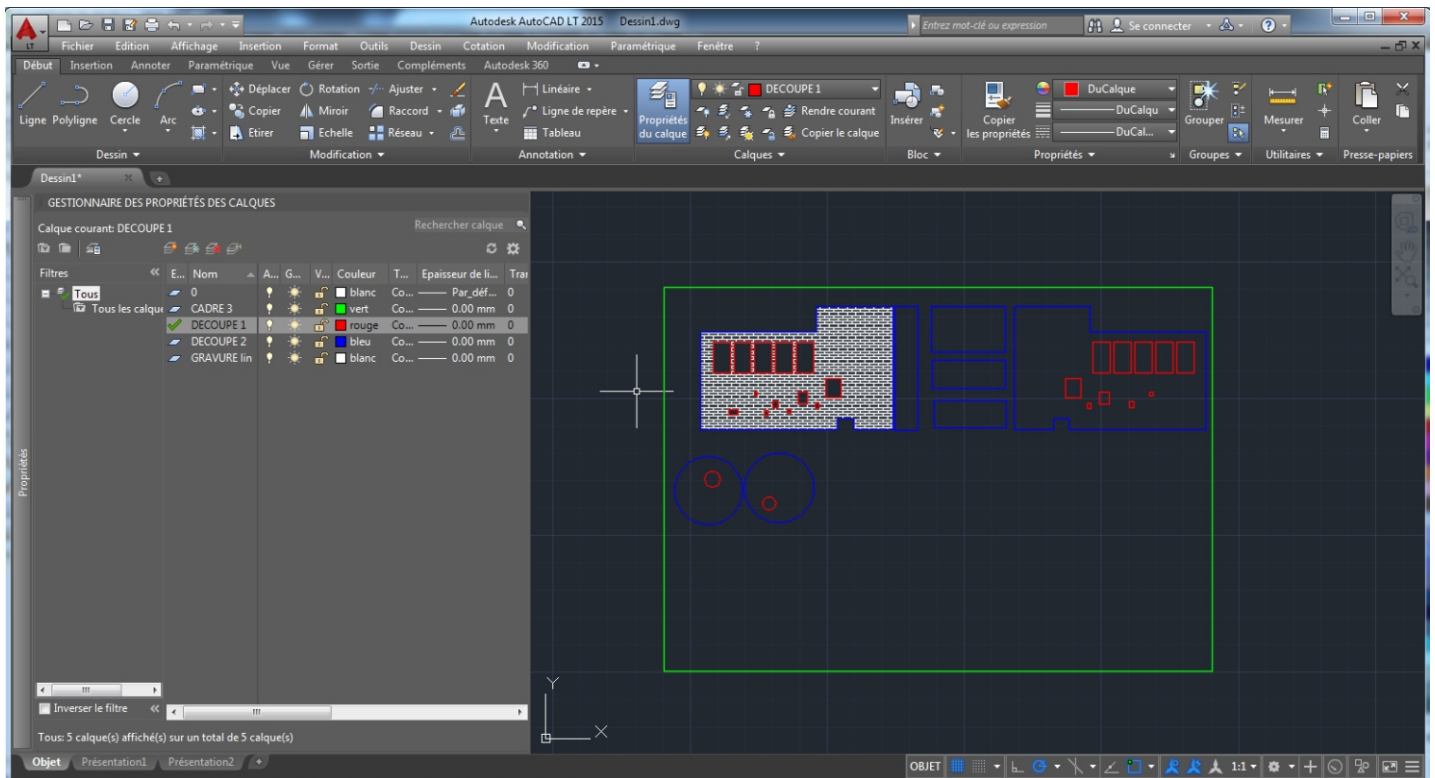 Autodesk AutoCAD LT 2015 Dessin1.dwg
Entrez mot-clé ou expression
Se connecter
?
LT
Fichier Edition Affichage Insertion Format Outils Dessin Cotation Modification Paramétrique Fenêtre ?
Début Insertion Annoter Paramétrique Vue Gérer Sortie Compléments Autodesk 360
Déplacer Rotation Ajuster
Linéaire
DECOUPE 1
DuCalque
Ligne Polyligne Cercle Arc
Copier Miroir Raccord
Texte
Ligne de repère
Propriétés du calque
Rendre courant
Insérer
Copier les propriétés
DuCalqu
Grouper
Mesurer
Coller
Etirer Echelle Réseau
Tableau
Copier le calque
DuCal...
Dessin Modification Annotation Calques Bloc Propriétés Groupes Utilitaires Presse-papiers
Dessin1*
GESTIONNAIRE DES PROPRIÉTÉS DES CALQUES
Calque courant: DECOUPE 1
Rechercher calque
Filtres
E... Nom A... G... V... Couleur T... Epaisseur de li... Trar
Tous
0 blanc Co... Par_déf... 0
Tous les calque
CADRE 3 vert Co... 0.00 mm 0
DECOUPE 1 rouge Co... 0.00 mm 0
DECOUPE 2 bleu Co... 0.00 mm 0
GRAVURE lin blanc Co... 0.00 mm 0
Propriétés
Inverser le filtre
Tous: 5 calque(s) affiché(s) sur un total de 5 calque(s)
Y
X
Objet Présentation1 Présentation2 +
OBJET
1:1